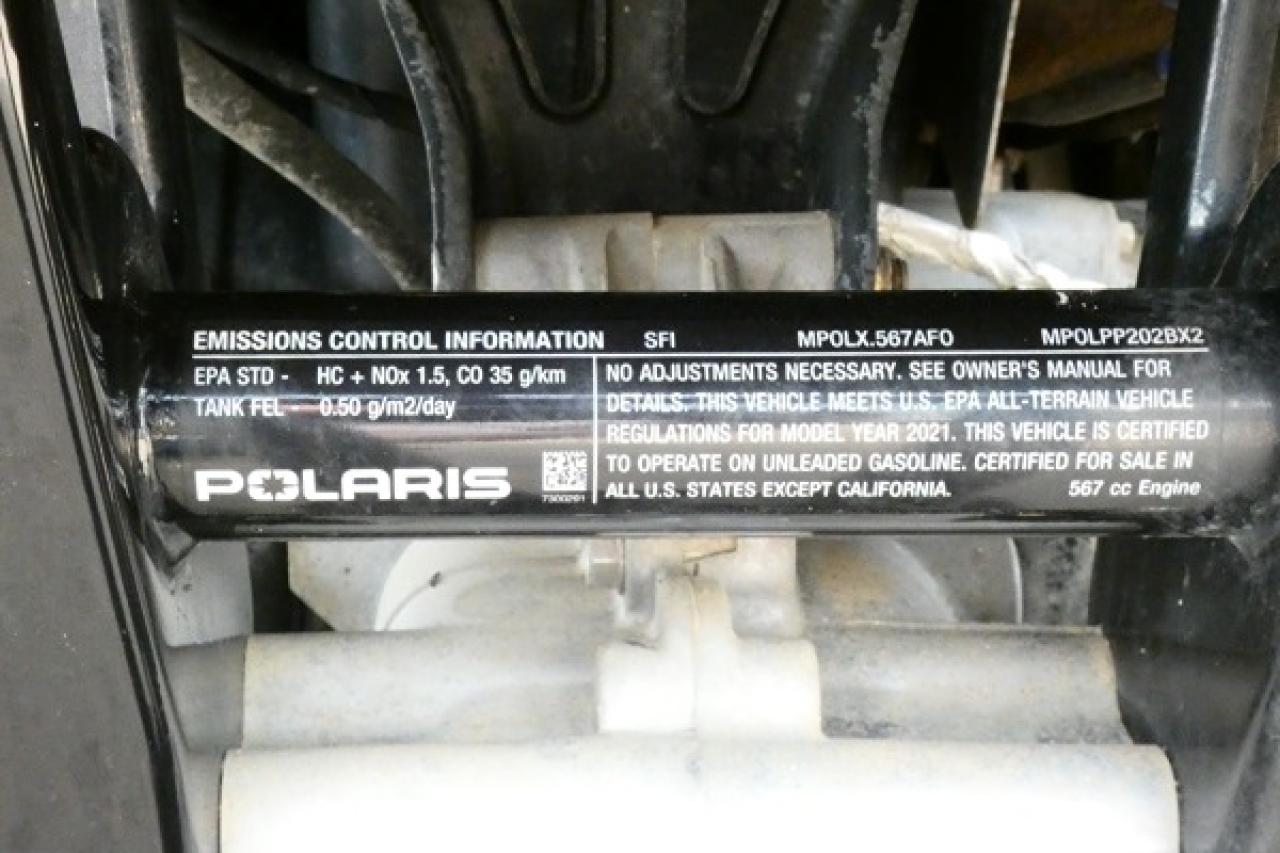 EMISSIONS CONTROL INFORMATION SFI MPOLX.567AFO MPOLPP202BX2
EPA STD - HC + NOx 1.5, CO 35 g/km
TANK FEL - 0.50 g/m2/day
POLARIS
7300291
NO ADJUSTMENTS NECESSARY. SEE OWNER'S MANUAL FOR
DETAILS. THIS VEHICLE MEETS U.S. EPA ALL-TERRAIN VEHICLE
REGULATIONS FOR MODEL YEAR 2021. THIS VEHICLE IS CERTIFIED
TO OPERATE ON UNLEADED GASOLINE. CERTIFIED FOR SALE IN
ALL U.S. STATES EXCEPT CALIFORNIA. 567 cc Engine